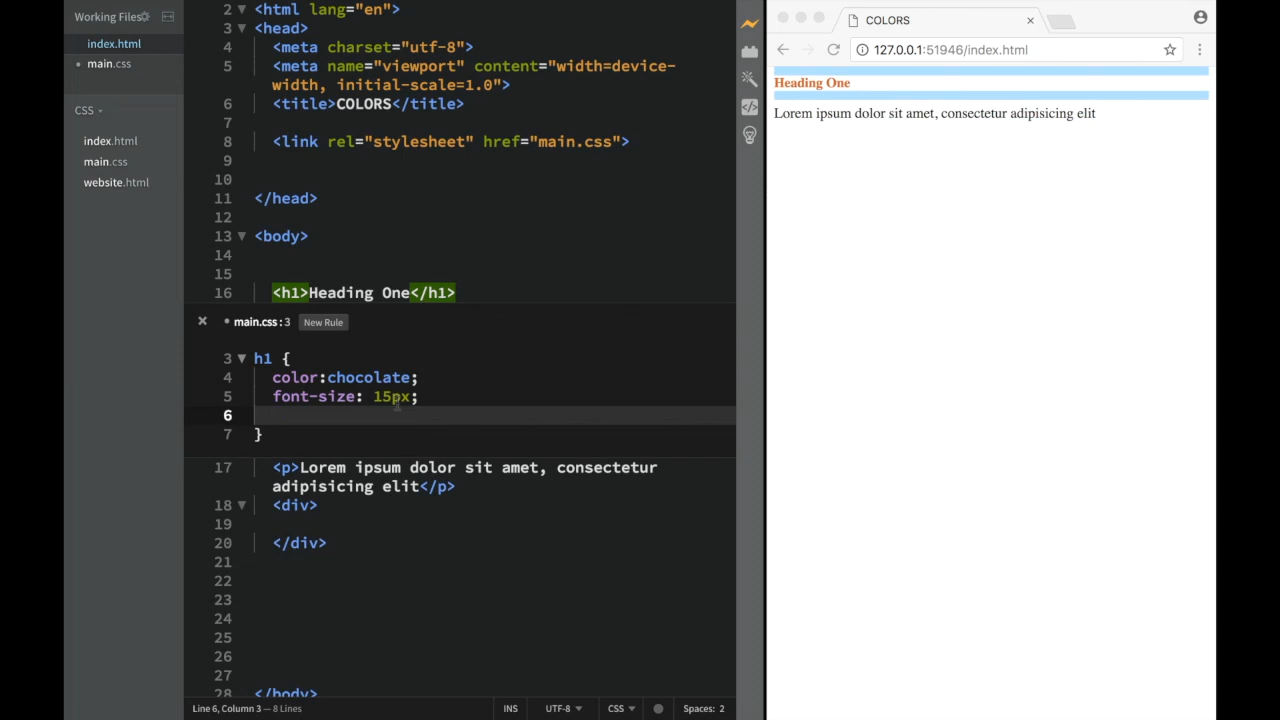 Working Files
index.html
• main.css
CSS
index.html
main.css
website.html
2 <html lang="en">
3 <head>
4 <meta charset="utf-8">
5 <meta name="viewport" content="width=device-
width, initial-scale=1.0">
6 <title>COLORS</title>
7
8 <link rel="stylesheet" href="main.css">
9
10
11 </head>
12
13 <body>
14
15
16 <h1>Heading One</h1>
× • main.css : 3 New Rule
3 h1 {
4 color:chocolate;
5 font-size: 15px;
6
7 }
17 <p>Lorem ipsum dolor sit amet, consectetur
adipisicing elit</p>
18 <div>
19
20 </div>
21
22
23
24
25
26
27
28 </body>
Line 6, Column 3 — 8 Lines INS UTF-8 CSS Spaces: 2
COLORS
127.0.0.1:51946/index.html
Heading One
Lorem ipsum dolor sit amet, consectetur adipisicing elit